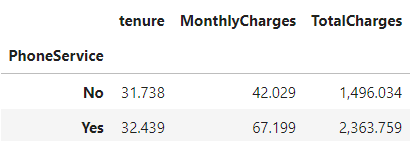 tenure MonthlyCharges TotalCharges
PhoneService
No 31.738 42.029 1,496.034
Yes 32.439 67.199 2,363.759